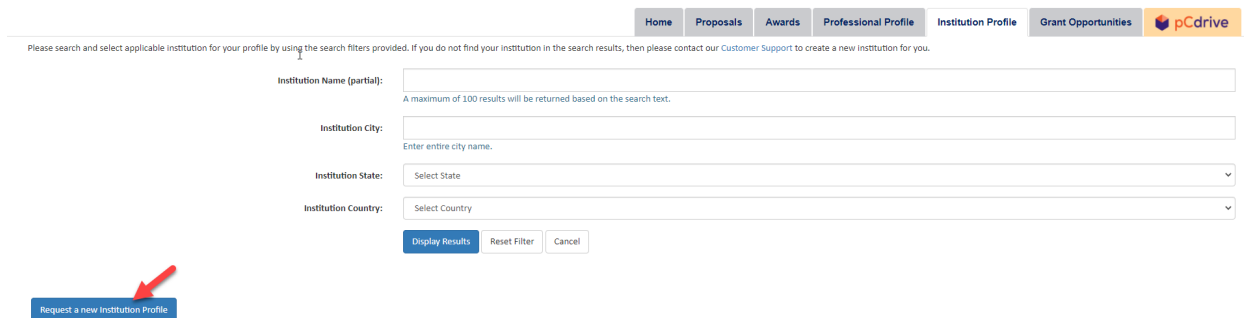 Home Proposals Awards Professional Profile Institution Profile Grant Opportunities pCdrive
Please search and select applicable institution for your profile by using the search filters provided. If you do not find your institution in the search results, then please contact our Customer Support to create a new institution for you.
Institution Name (partial):
A maximum of 100 results will be returned based on the search text.
Institution City:
Enter entire city name.
Institution State: Select State
Institution Country: Select Country
Display Results Reset Filter Cancel
Request a new Institution Profile